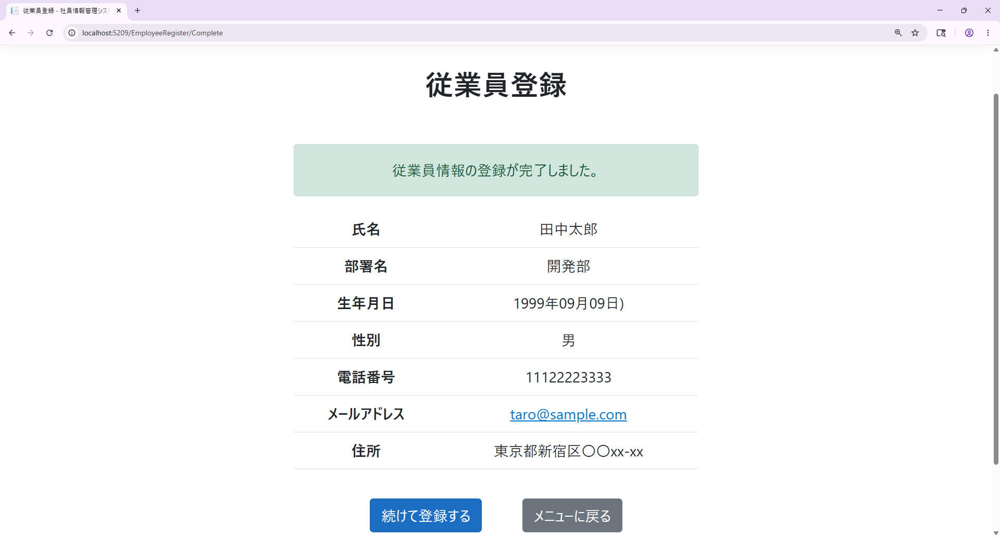 従業員登録 - 社員情報管理シス
localhost:5209/EmployeeRegister/Complete
従業員登録
従業員情報の登録が完了しました。
氏名 田中太郎
部署名 開発部
生年月日 1999年09月09日)
性別 男
電話番号 11122223333
メールアドレス taro@sample.com
住所 東京都新宿区〇〇xx-xx
続けて登録する メニューに戻る